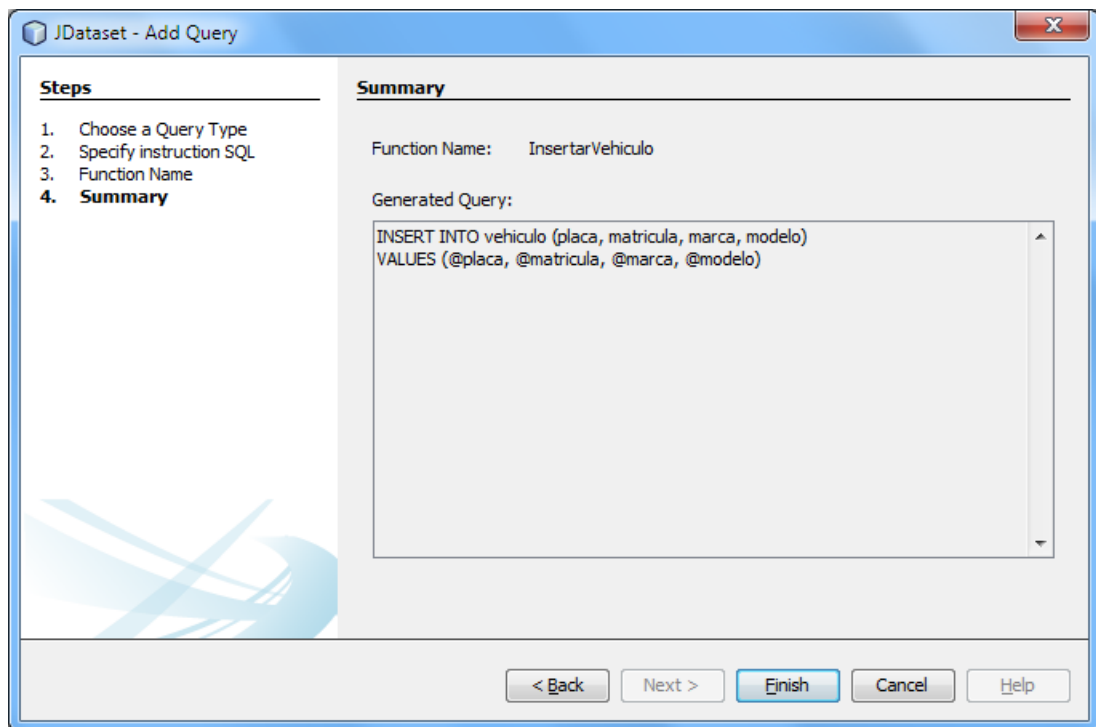 JDataset - Add Query
Steps
1. Choose a Query Type
2. Specify instruction SQL
3. Function Name
4. Summary
Summary
Function Name: InsertarVehiculo
Generated Query:
INSERT INTO vehiculo (placa, matricula, marca, modelo)
VALUES (@placa, @matricula, @marca, @modelo)
< Back Next > Finish Cancel Help